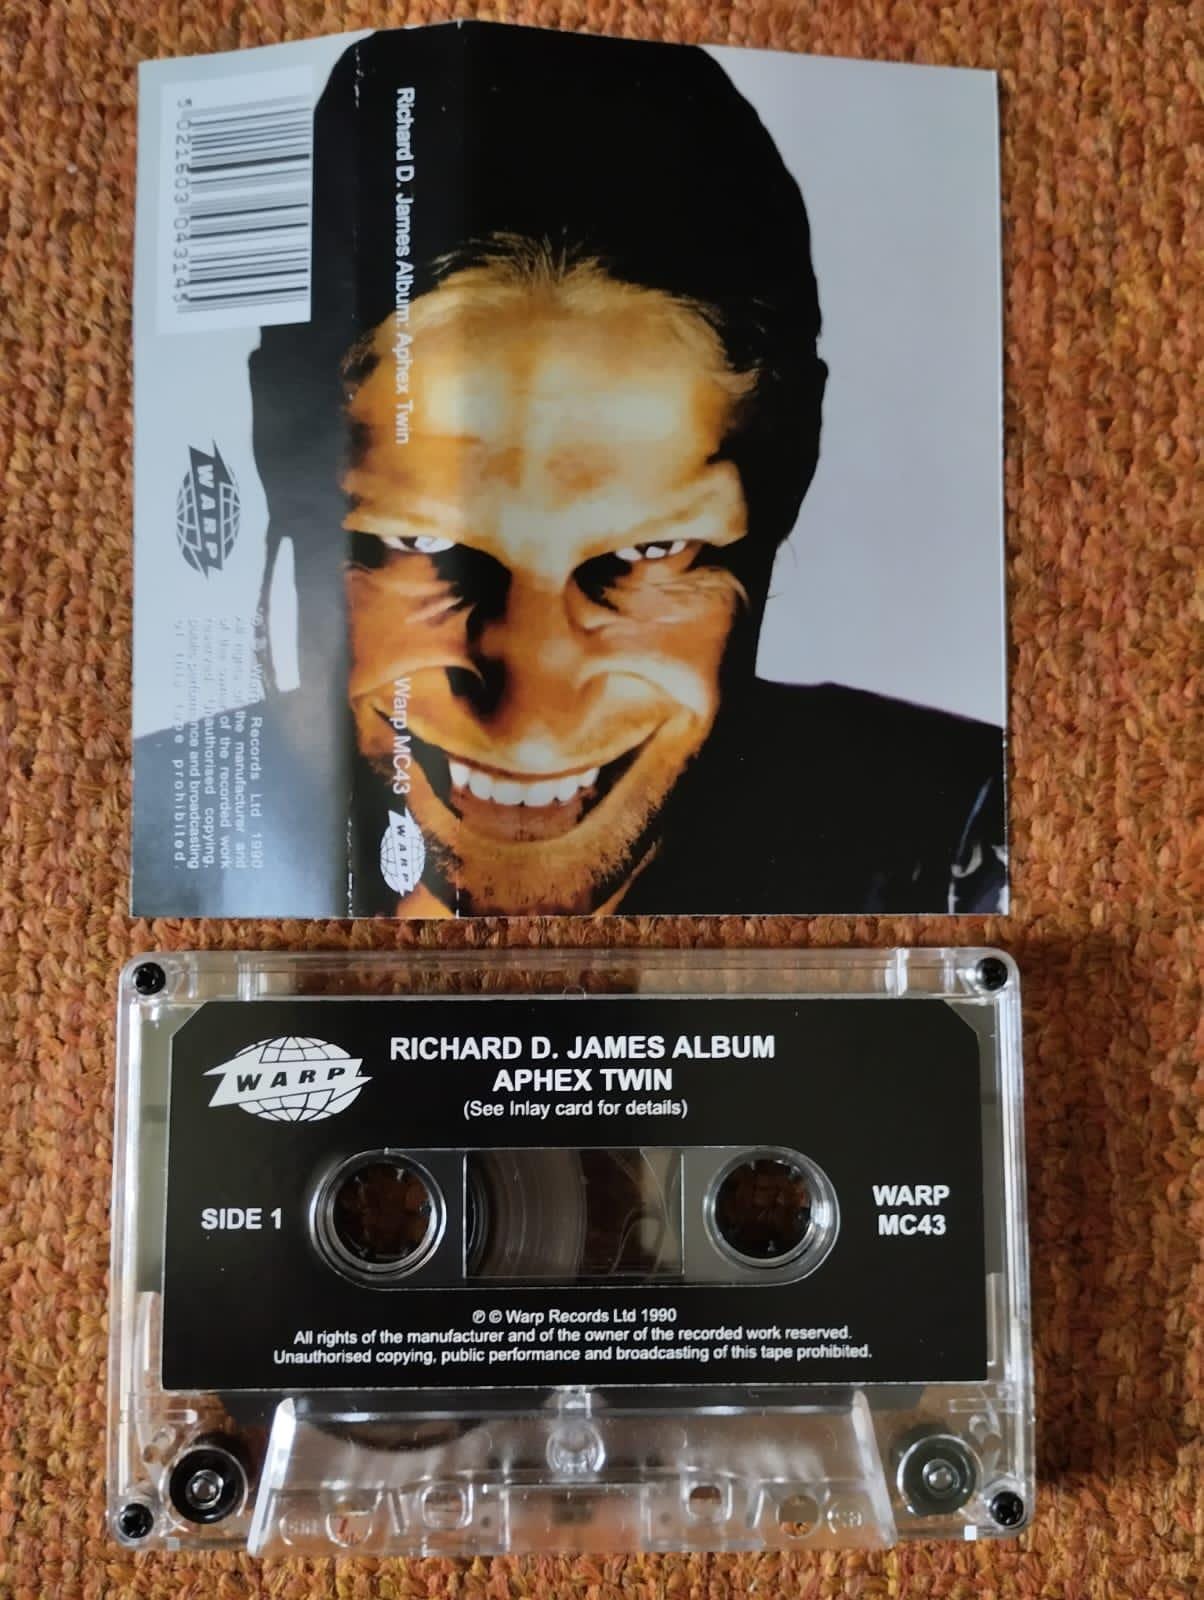 5 021603 043145
WARP
℗ © Warp Records Ltd 1990
All rights of the manufacturer and
of the owner of the recorded work
reserved. Unauthorised copying,
public performance and broadcasting
of this tape prohibited.
Richard D. James Album: Aphex Twin
Warp MC43
WARP
WARP
RICHARD D. JAMES ALBUM
APHEX TWIN
(See Inlay card for details)
SIDE 1
WARP
MC43
℗ © Warp Records Ltd 1990
All rights of the manufacturer and of the owner of the recorded work reserved.
Unauthorised copying, public performance and broadcasting of this tape prohibited.